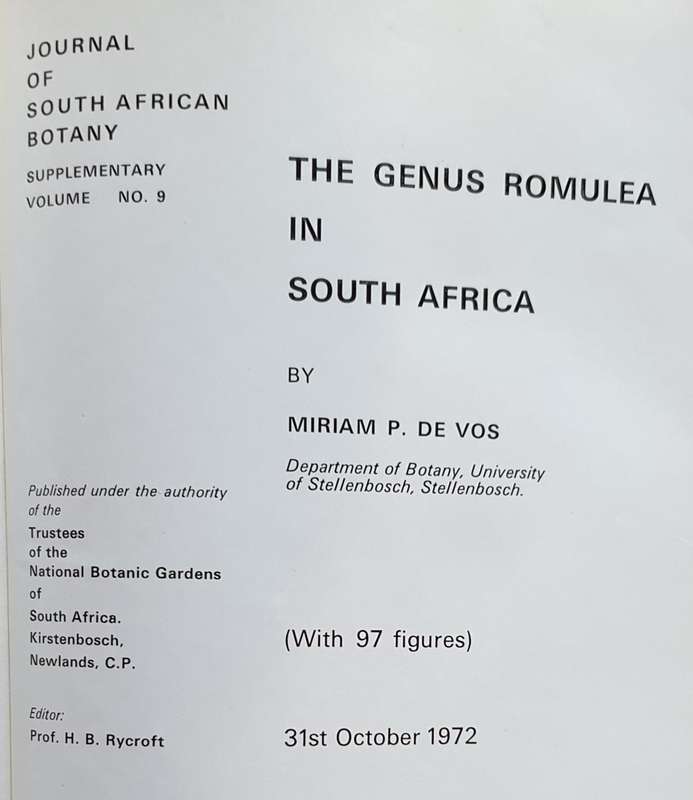 JOURNAL
OF
SOUTH AFRICAN
BOTANY
SUPPLEMENTARY
VOLUME NO. 9
THE GENUS ROMULEA
IN
SOUTH AFRICA
BY
MIRIAM P. DE VOS
Department of Botany, University
of Stellenbosch, Stellenbosch.
Published under the authority
of the
Trustees
of the
National Botanic Gardens
of
South Africa.
Kirstenbosch,
Newlands, C.P.
(With 97 figures)
Editor:
Prof. H. B. Rycroft
31st October 1972